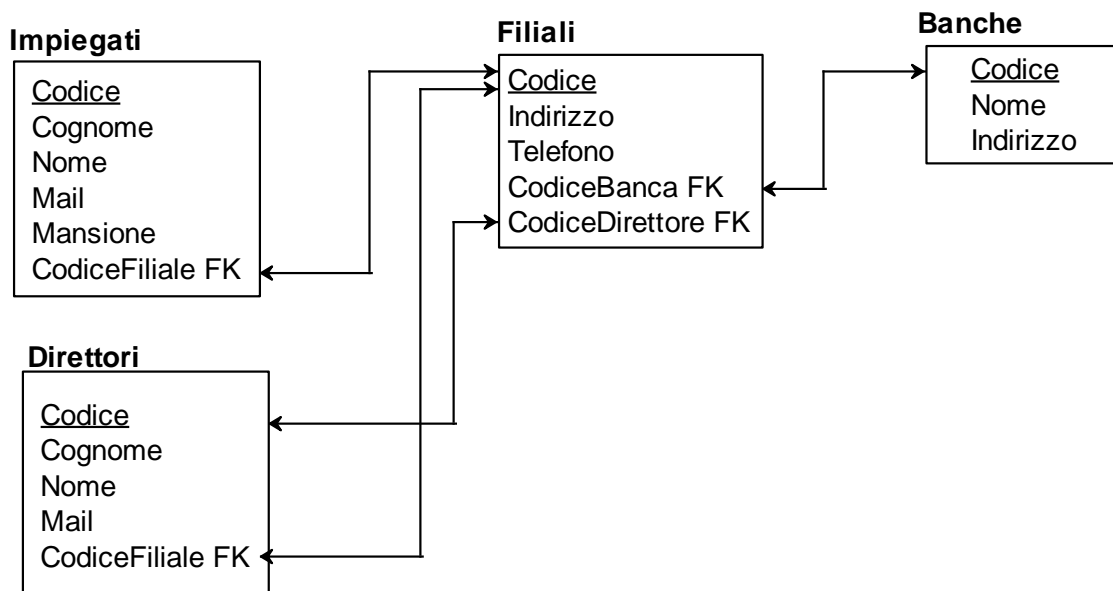 Impiegati
Codice
Cognome
Nome
Mail
Mansione
CodiceFiliale FK
Filiali
Codice
Indirizzo
Telefono
CodiceBanca FK
CodiceDirettore FK
Banche
Codice
Nome
Indirizzo
Direttori
Codice
Cognome
Nome
Mail
CodiceFiliale FK